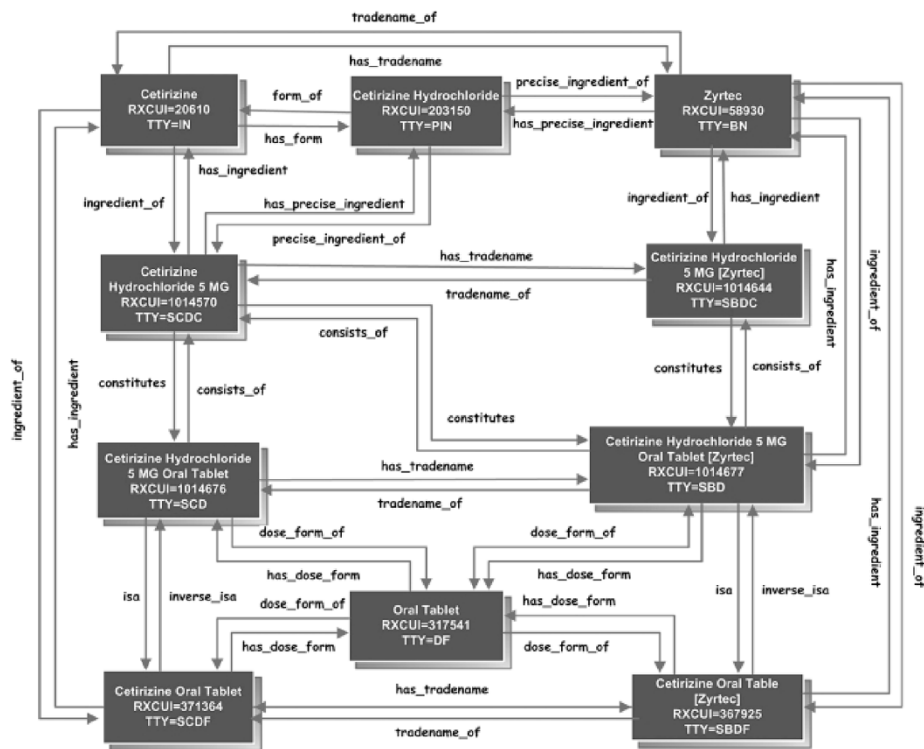 tradename_of
has_tradename
Cetirizine
RXCUI=20610
TTY=IN
form_of
has_form
Cetirizine Hydrochloride
RXCUI=203150
TTY=PIN
precise_ingredient_of
has_precise_ingredient
Zyrtec
RXCUI=58930
TTY=BN
ingredient_of
has_ingredient
has_precise_ingredient
precise_ingredient_of
ingredient_of
has_ingredient
Cetirizine
Hydrochloride 5 MG
RXCUI=1014570
TTY=SCDC
has_tradename
tradename_of
Cetirizine Hydrochloride
5 MG [Zyrtec]
RXCUI=1014644
TTY=SBDC
has_ingredient
ingredient_of
consists_of
constitutes
constitutes
consists_of
constitutes
consists_of
ingredient_of
has_ingredient
Cetirizine Hydrochloride
5 MG Oral Tablet
RXCUI=1014676
TTY=SCD
has_tradename
tradename_of
Cetirizine Hydrochloride 5 MG
Oral Tablet [Zyrtec]
RXCUI=1014677
TTY=SBD
dose_form_of
has_dose_form
dose_form_of
has_dose_form
isa
inverse_isa
dose_form_of
has_dose_form
Oral Tablet
RXCUI=317541
TTY=DF
has_dose_form
dose_form_of
isa
inverse_isa
has_ingredient
ingredient_of
Cetirizine Oral Tablet
RXCUI=371364
TTY=SCDF
has_tradename
tradename_of
Cetirizine Oral Table
[Zyrtec]
RXCUI=367925
TTY=SBDF